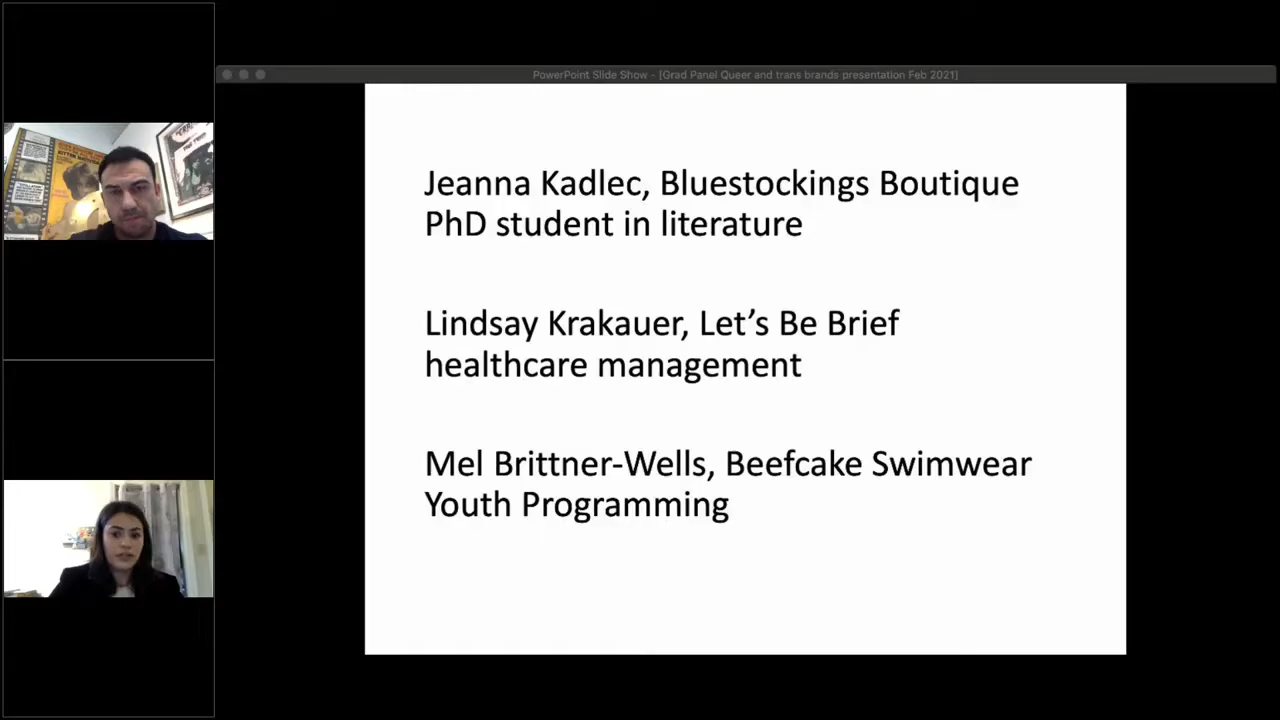 PowerPoint Slide Show - [Grad Panel Queer and trans brands presentation Feb 2021]
Jeanna Kadlec, Bluestockings Boutique
PhD student in literature
Lindsay Krakauer, Let's Be Brief
healthcare management
Mel Brittner-Wells, Beefcake Swimwear
Youth Programming